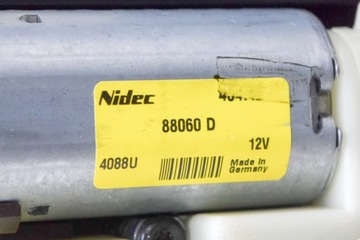 Nidec
88060 D
12V
4088U
Made In
Germany